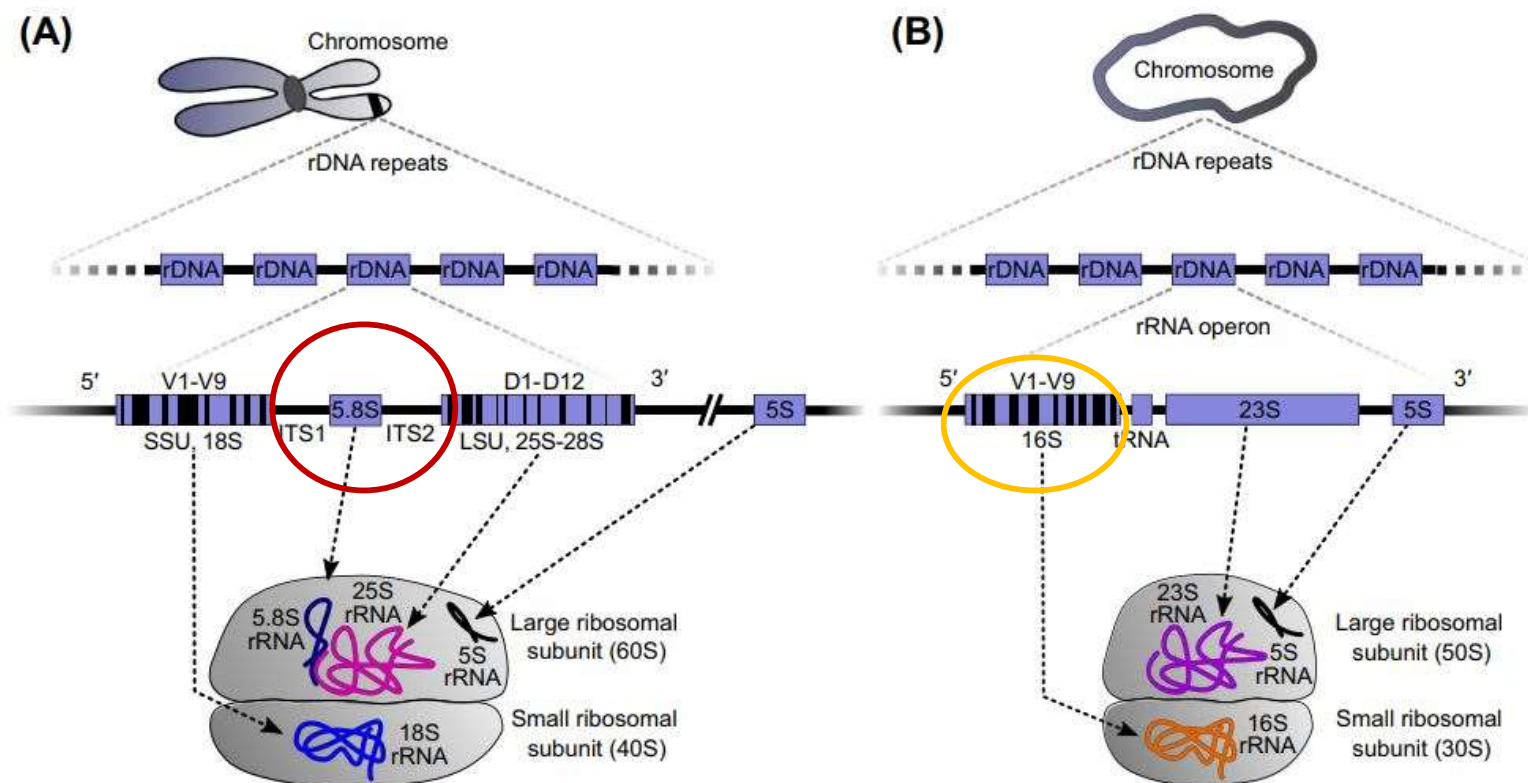 (A)
Chromosome
rDNA repeats
rDNA rDNA rDNA rDNA rDNA
5′ V1-V9 D1-D12 3′
5.8S 5S
ITS1 ITS2
SSU, 18S LSU, 25S-28S
25S
rRNA
5.8S
rRNA
5S
rRNA
Large ribosomal
subunit (60S)
18S
rRNA
Small ribosomal
subunit (40S)
(B)
Chromosome
rDNA repeats
rDNA rDNA rDNA rDNA rDNA
rRNA operon
5′ V1-V9 3′
23S 5S
16S tRNA
23S
rRNA
5S
rRNA
Large ribosomal
subunit (50S)
16S
rRNA
Small ribosomal
subunit (30S)